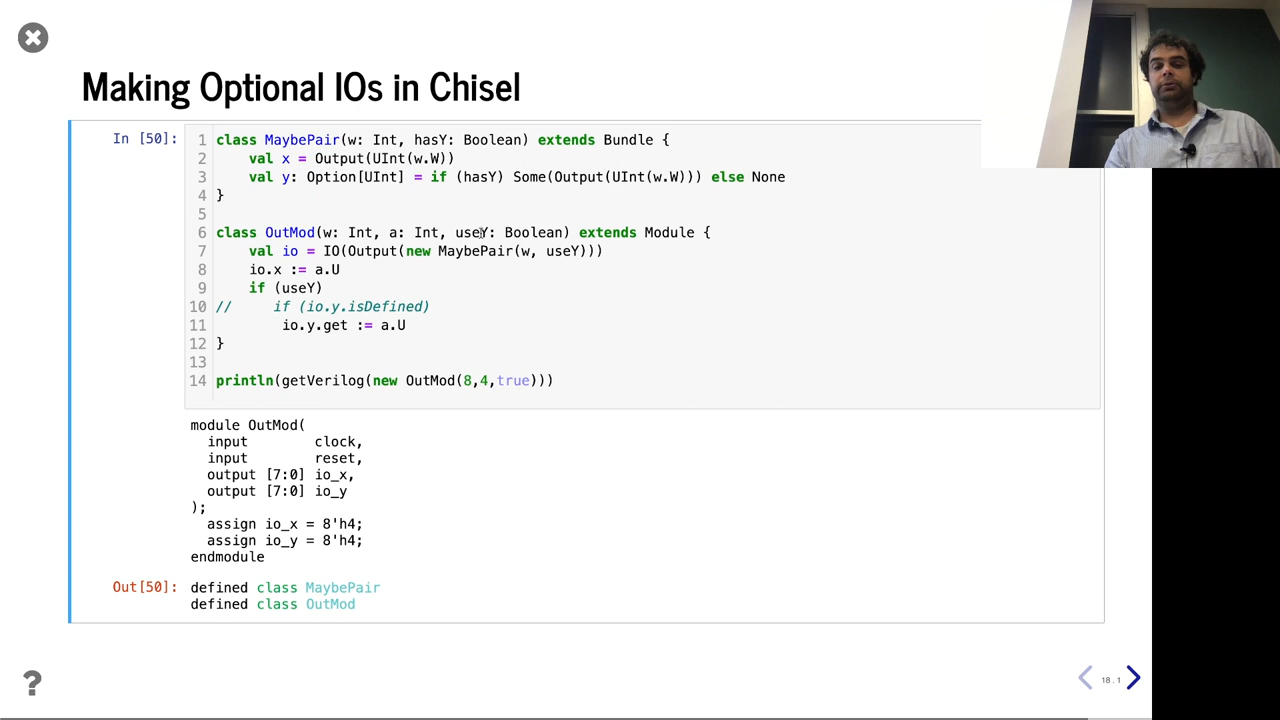 Making Optional IOs in Chisel
In [50]:
1 class MaybePair(w: Int, hasY: Boolean) extends Bundle {
2     val x = Output(UInt(w.W))
3     val y: Option[UInt] = if (hasY) Some(Output(UInt(w.W))) else None
4 }
5
6 class OutMod(w: Int, a: Int, useY: Boolean) extends Module {
7     val io = IO(Output(new MaybePair(w, useY)))
8     io.x := a.U
9     if (useY)
10 //     if (io.y.isDefined)
11         io.y.get := a.U
12 }
13
14 println(getVerilog(new OutMod(8,4,true)))
module OutMod(
  input        clock,
  input        reset,
  output [7:0] io_x,
  output [7:0] io_y
);
  assign io_x = 8'h4;
  assign io_y = 8'h4;
endmodule
Out[50]: defined class MaybePair
defined class OutMod
?
18.1